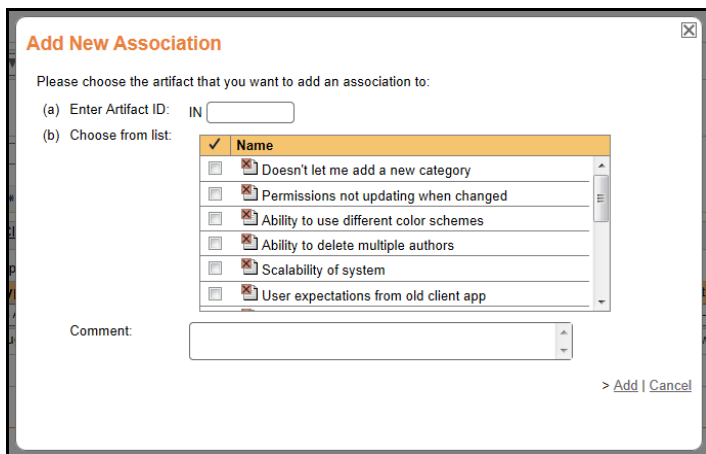 Add New Association
Please choose the artifact that you want to add an association to:
(a) Enter Artifact ID: IN
(b) Choose from list:
✓ Name
Doesn't let me add a new category
Permissions not updating when changed
Ability to use different color schemes
Ability to delete multiple authors
Scalability of system
User expectations from old client app
Comment:
> Add | Cancel